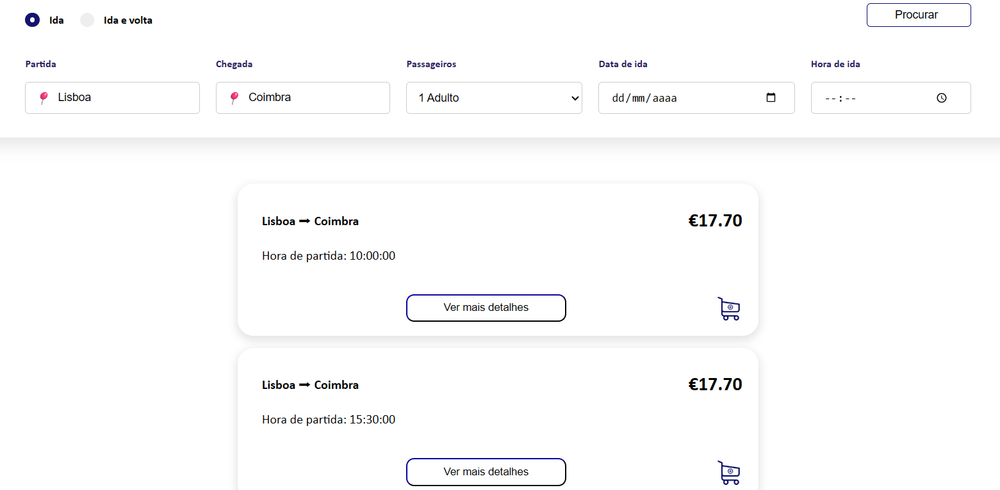 Ida Ida e volta Procurar
Partida Chegada Passageiros Data de ida Hora de ida
Lisboa Coimbra 1 Adulto dd/mm/aaaa --:--
Lisboa ➞ Coimbra €17.70
Hora de partida: 10:00:00
Ver mais detalhes
Lisboa ➞ Coimbra €17.70
Hora de partida: 15:30:00
Ver mais detalhes